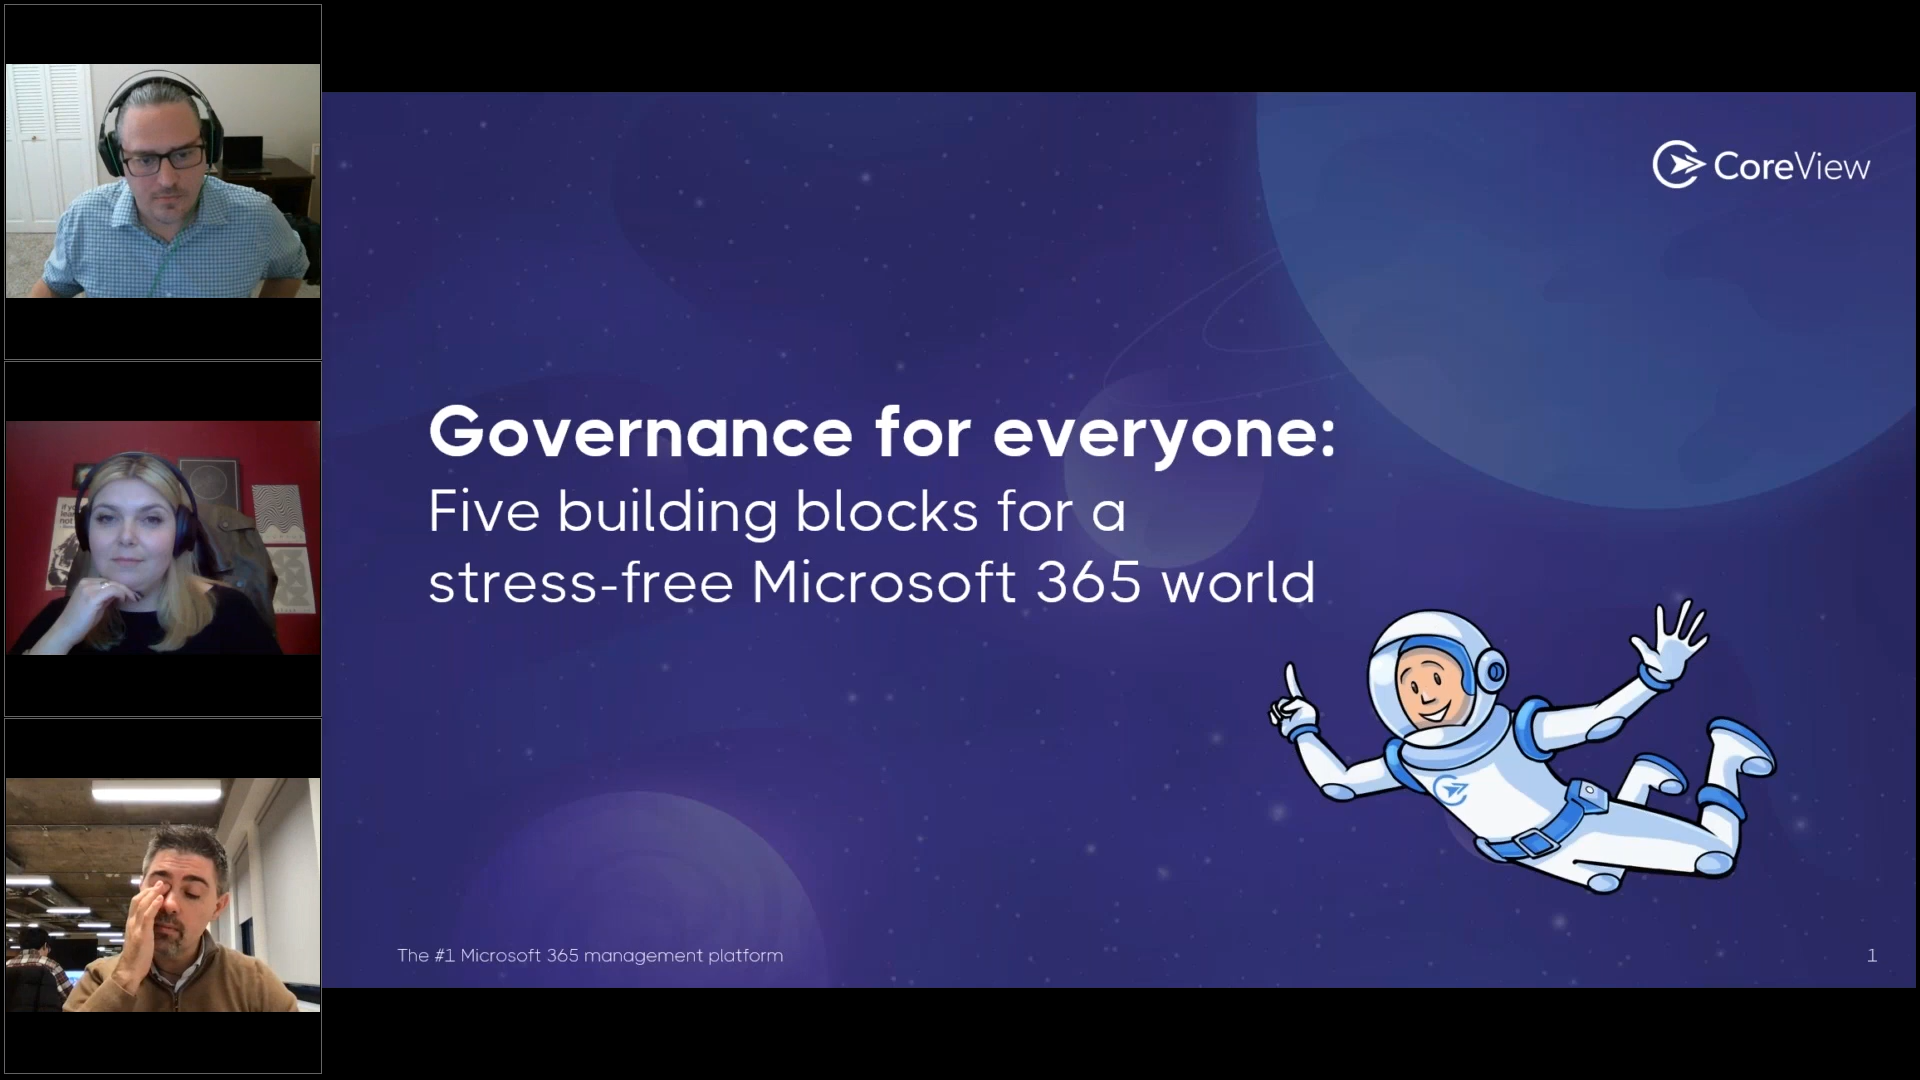 CoreView
Governance for everyone:
Five building blocks for a
stress-free Microsoft 365 world
The #1 Microsoft 365 management platform
1